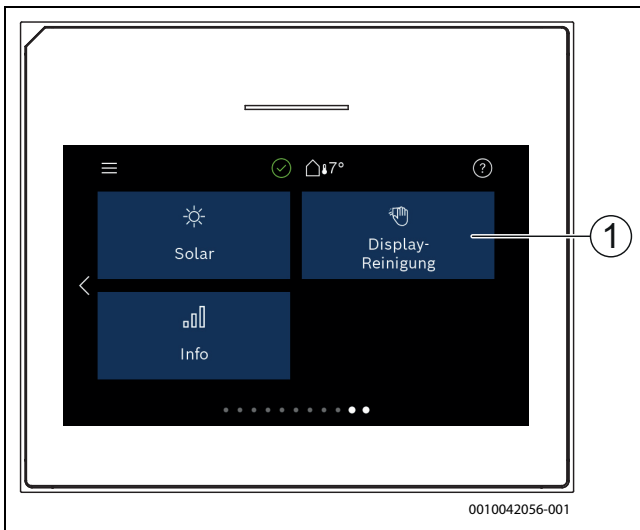 7°
?
Solar
Display-
Reinigung
1
Info
0010042056-001